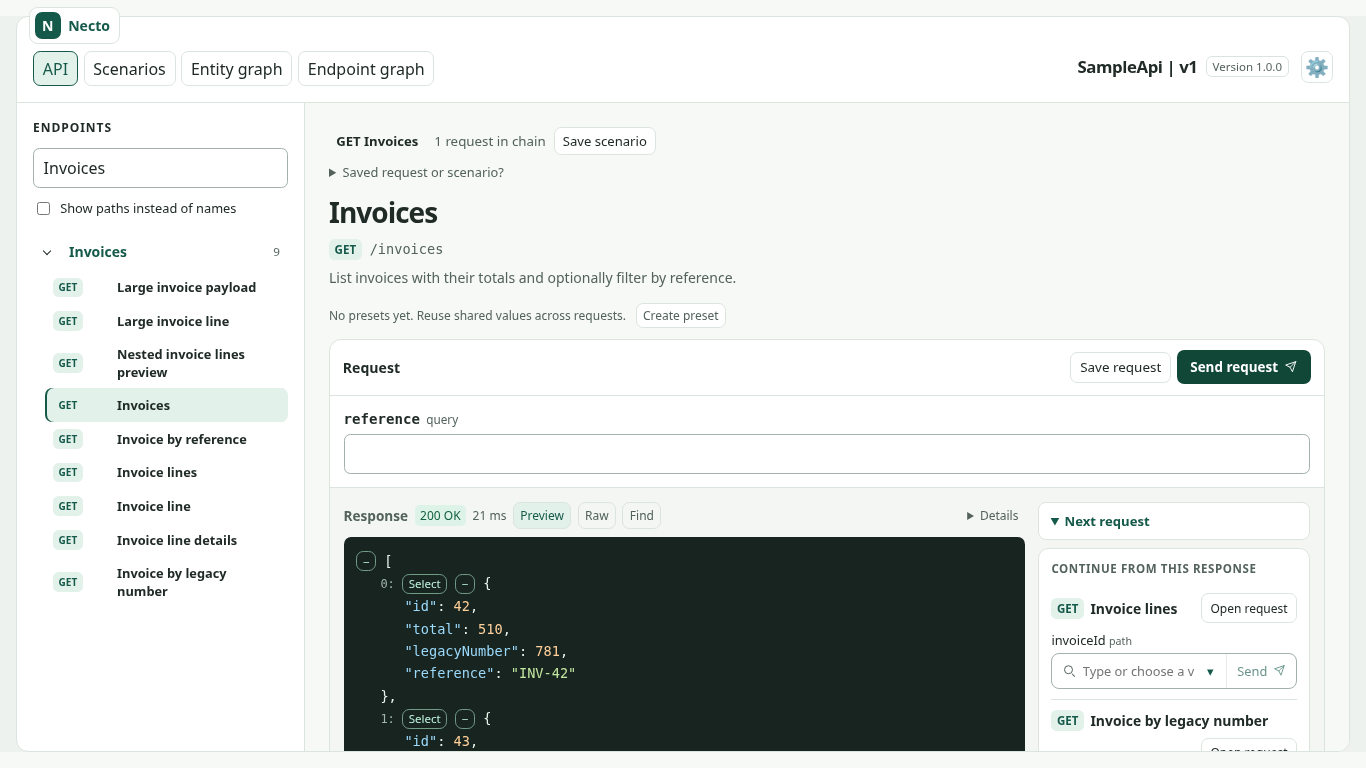 N Necto
API Scenarios Entity graph Endpoint graph
SampleApi | v1 Version 1.0.0
ENDPOINTS
Invoices
Show paths instead of names
Invoices 9
GET Large invoice payload
GET Large invoice line
GET Nested invoice lines
preview
GET Invoices
GET Invoice by reference
GET Invoice lines
GET Invoice line
GET Invoice line details
GET Invoice by legacy
number
GET Invoices 1 request in chain Save scenario
Saved request or scenario?
Invoices
GET /invoices
List invoices with their totals and optionally filter by reference.
No presets yet. Reuse shared values across requests. Create preset
Request Save request Send request
reference query
Response 200 OK 21 ms Preview Raw Find Details
− [
0: Select − {
"id": 42,
"total": 510,
"legacyNumber": 781,
"reference": "INV-42"
},
1: Select − {
"id": 43,
Next request
CONTINUE FROM THIS RESPONSE
GET Invoice lines Open request
invoiceId path
Type or choose a v Send
GET Invoice by legacy number
Open request